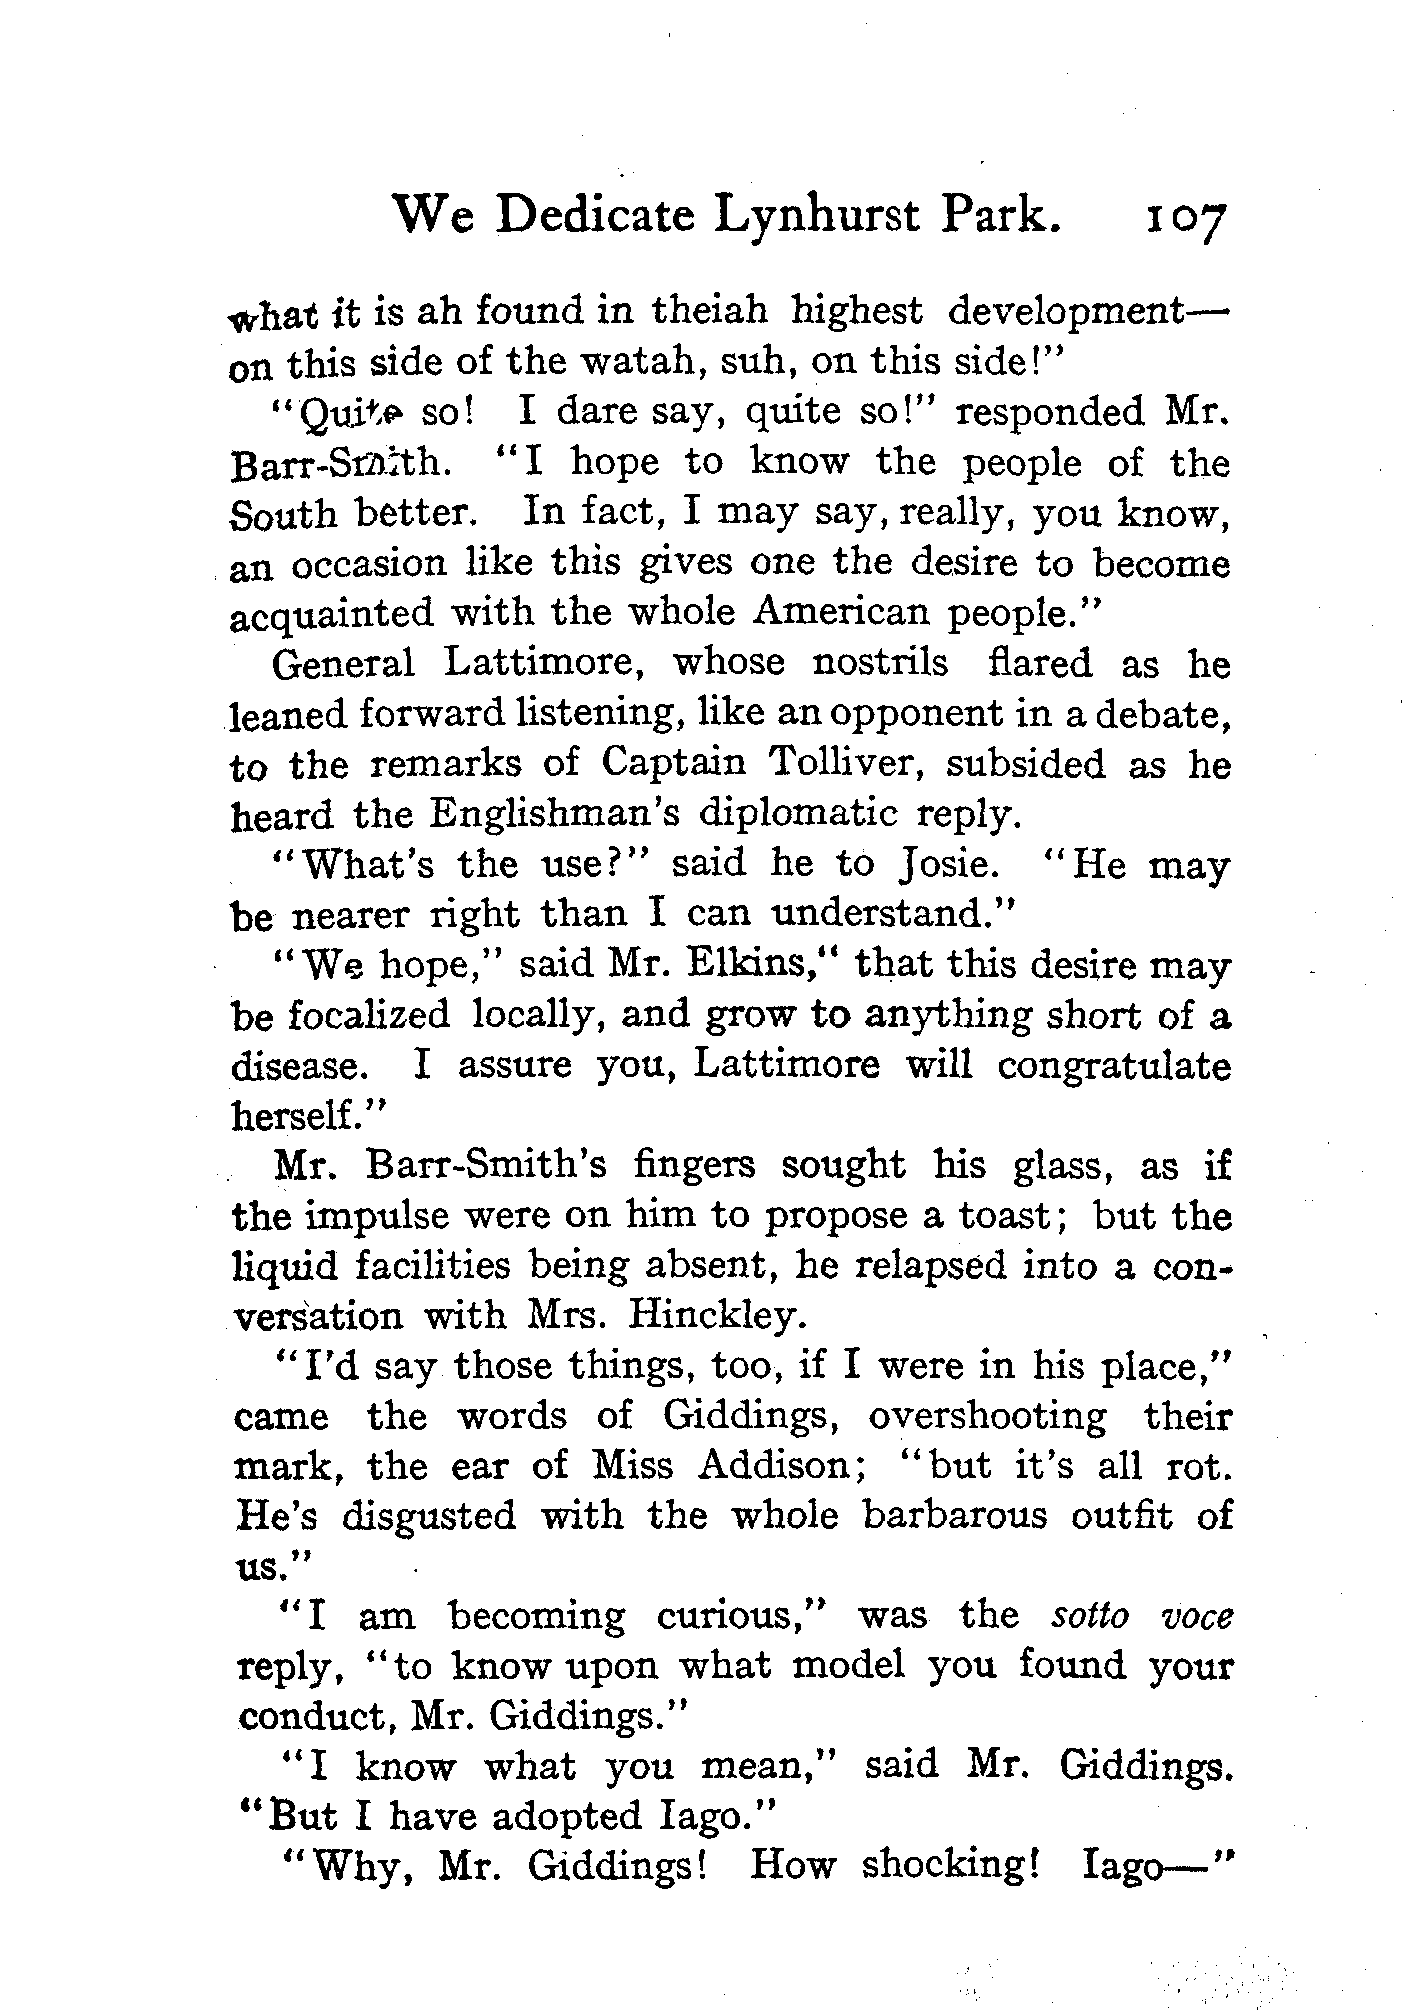 We Dedicate Lynhurst Park. 107
what it is ah found in theiah highest development—
on this side of the watah, suh, on this side!"
"Quite so! I dare say, quite so!" responded Mr.
Barr-Smith. "I hope to know the people of the
South better. In fact, I may say, really, you know,
an occasion like this gives one the desire to become
acquainted with the whole American people."
General Lattimore, whose nostrils flared as he
leaned forward listening, like an opponent in a debate,
to the remarks of Captain Tolliver, subsided as he
heard the Englishman's diplomatic reply.
"What's the use?" said he to Josie. "He may
be nearer right than I can understand."
"We hope," said Mr. Elkins," that this desire may
be focalized locally, and grow to anything short of a
disease. I assure you, Lattimore will congratulate
herself."
Mr. Barr-Smith's fingers sought his glass, as if
the impulse were on him to propose a toast; but the
liquid facilities being absent, he relapsed into a con-
versation with Mrs. Hinckley.
"I'd say those things, too, if I were in his place,"
came the words of Giddings, overshooting their
mark, the ear of Miss Addison; "but it's all rot.
He's disgusted with the whole barbarous outfit of
us."
"I am becoming curious," was the sotto voce
reply, "to know upon what model you found your
conduct, Mr. Giddings."
"I know what you mean," said Mr. Giddings.
"But I have adopted Iago."
"Why, Mr. Giddings! How shocking! Iago—"